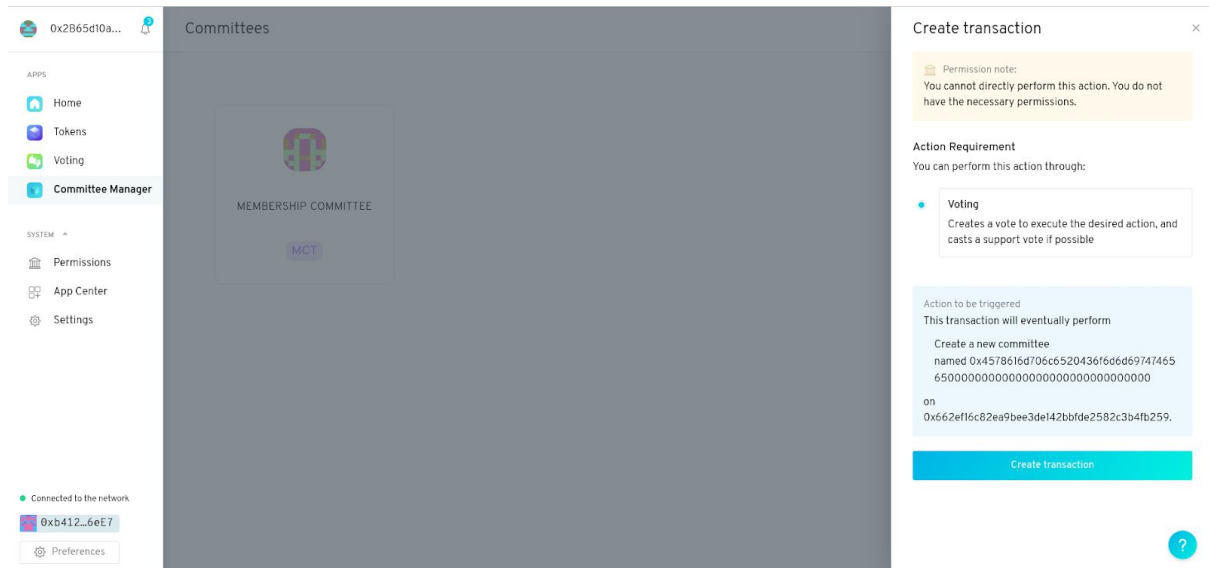 0x2B65d10a...
3
APPS
Home
Tokens
Voting
Committee Manager
SYSTEM
Permissions
App Center
Settings
Connected to the network
0xb412…6eE7
Preferences
Committees
MEMBERSHIP COMMITTEE
MCT
Create transaction
Permission note:
You cannot directly perform this action. You do not
have the necessary permissions.
Action Requirement
You can perform this action through:
Voting
Creates a vote to execute the desired action, and
casts a support vote if possible
Action to be triggered
This transaction will eventually perform
Create a new committee
named 0x4578616d706c6520436f6d6d69747465
65000000000000000000000000000000
on
0x662ef16c82ea9bee3de142bbfde2582c3b4fb259.
Create transaction
?